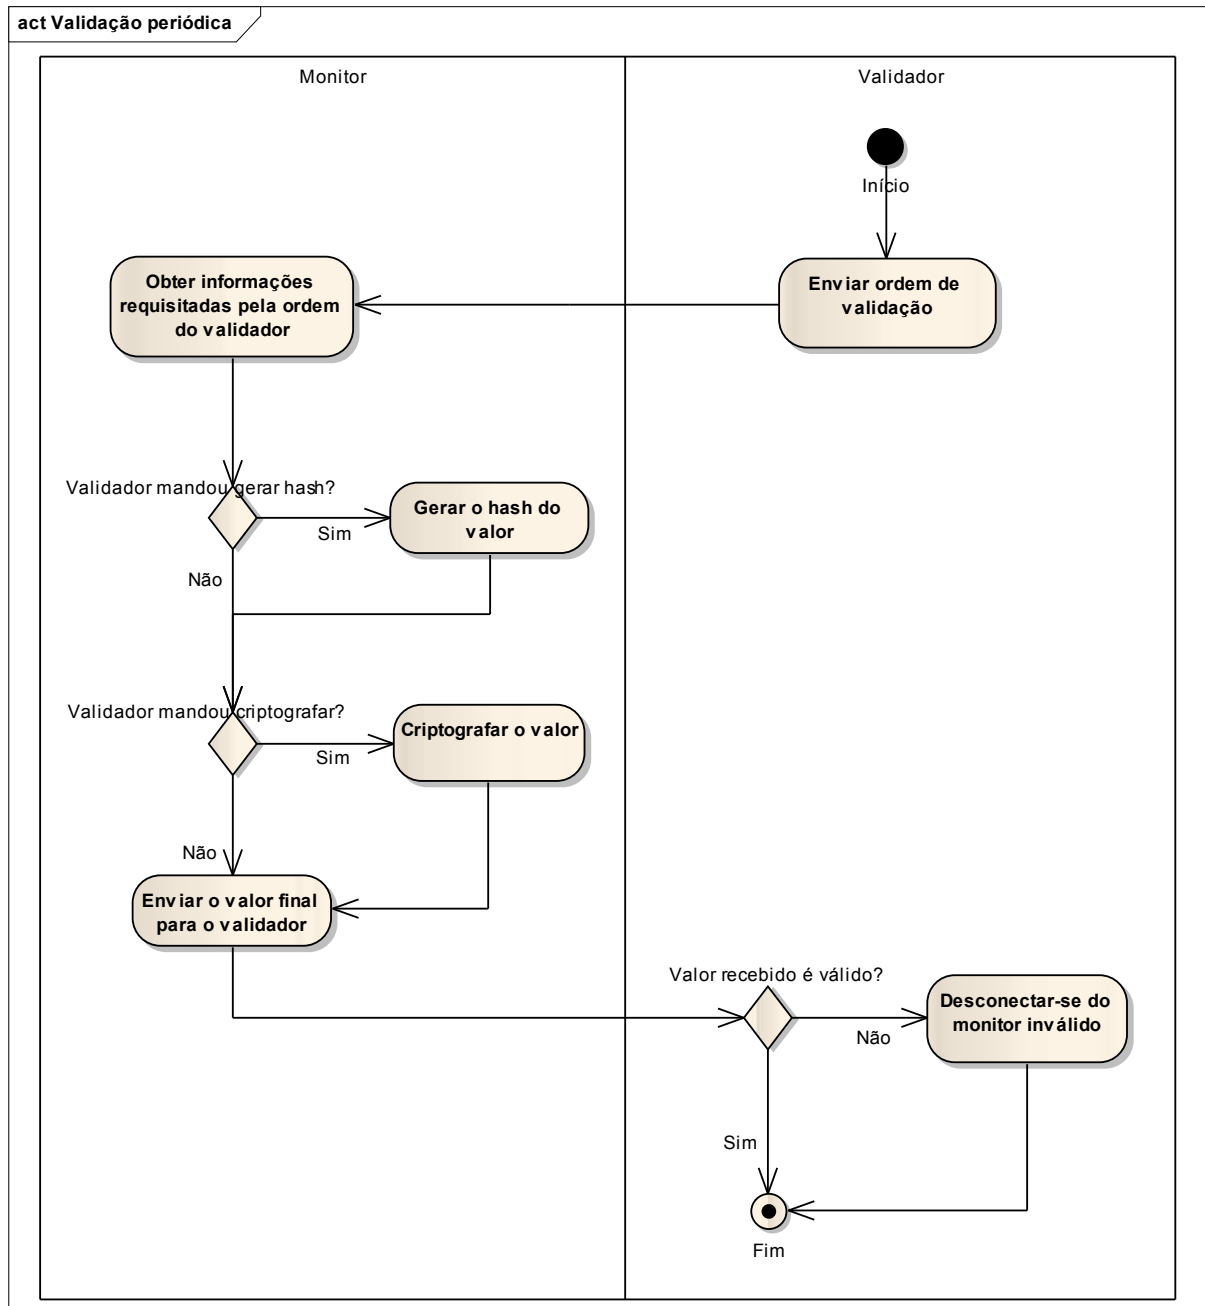 act Validação periódica
Monitor
Validador
Início
Enviar ordem de
validação
Obter informações
requisitadas pela ordem
do validador
Validador mandou gerar hash?
Gerar o hash do
valor
Sim
Não
Validador mandou criptografar?
Criptografar o valor
Sim
Não
Enviar o valor final
para o validador
Valor recebido é válido?
Desconectar-se do
monitor inválido
Não
Sim
Fim